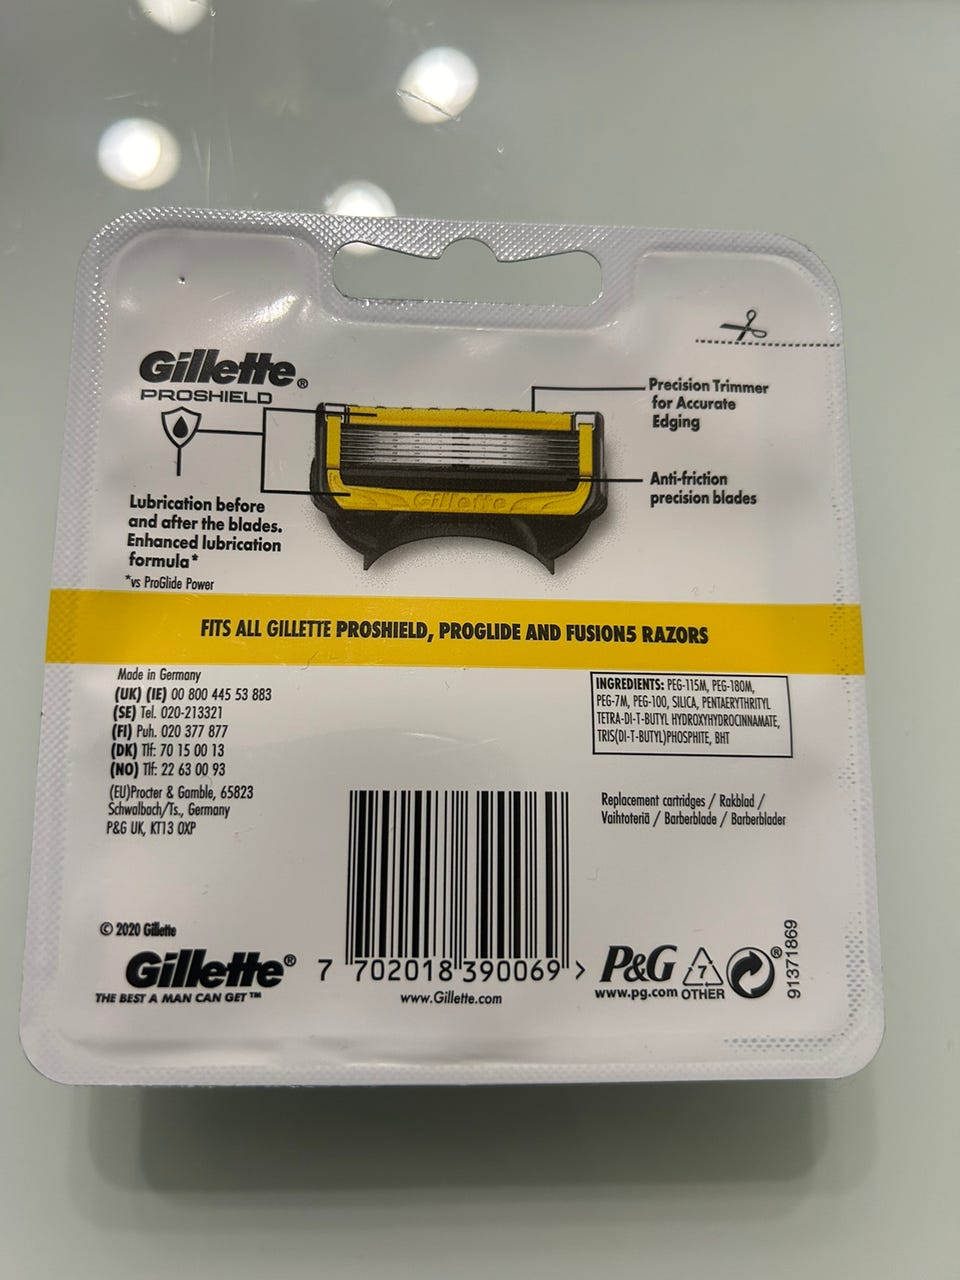 Gillette®
PROSHIELD
Lubrication before
and after the blades.
Enhanced lubrication
formula*
*vs ProGlide Power
Precision Trimmer
for Accurate
Edging
Anti-friction
precision blades
Gillette
FITS ALL GILLETTE PROSHIELD, PROGLIDE AND FUSION5 RAZORS
Made in Germany
(UK) (IE) 00 800 445 53 883
(SE) Tel. 020-213321
(FI) Puh. 020 377 877
(DK) Tlf: 70 15 00 13
(NO) Tlf: 22 63 00 93
(EU)Procter & Gamble, 65823
Schwalbach/Ts., Germany
P&G UK, KT13 0XP
INGREDIENTS: PEG-115M, PEG-180M,
PEG-7M, PEG-100, SILICA, PENTAERYTHRITYL
TETRA-DI-T-BUTYL HYDROXYHYDROCINNAMATE,
TRIS(DI-T-BUTYL)PHOSPHITE, BHT
Replacement cartridges / Rakblad /
Vaihtoteriä / Barberblade / Barberblader
© 2020 Gillette
Gillette®
THE BEST A MAN CAN GET™
7 702018 390069 >
www.Gillette.com
P&G
www.pg.com
7
OTHER
®
91371869